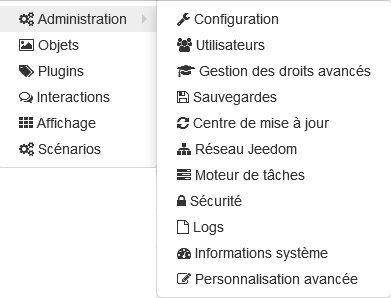 Administration
Objets
Plugins
Interactions
Affichage
Scénarios
Configuration
Utilisateurs
Gestion des droits avancés
Sauvegardes
Centre de mise à jour
Réseau Jeedom
Moteur de tâches
Sécurité
Logs
Informations système
Personnalisation avancée